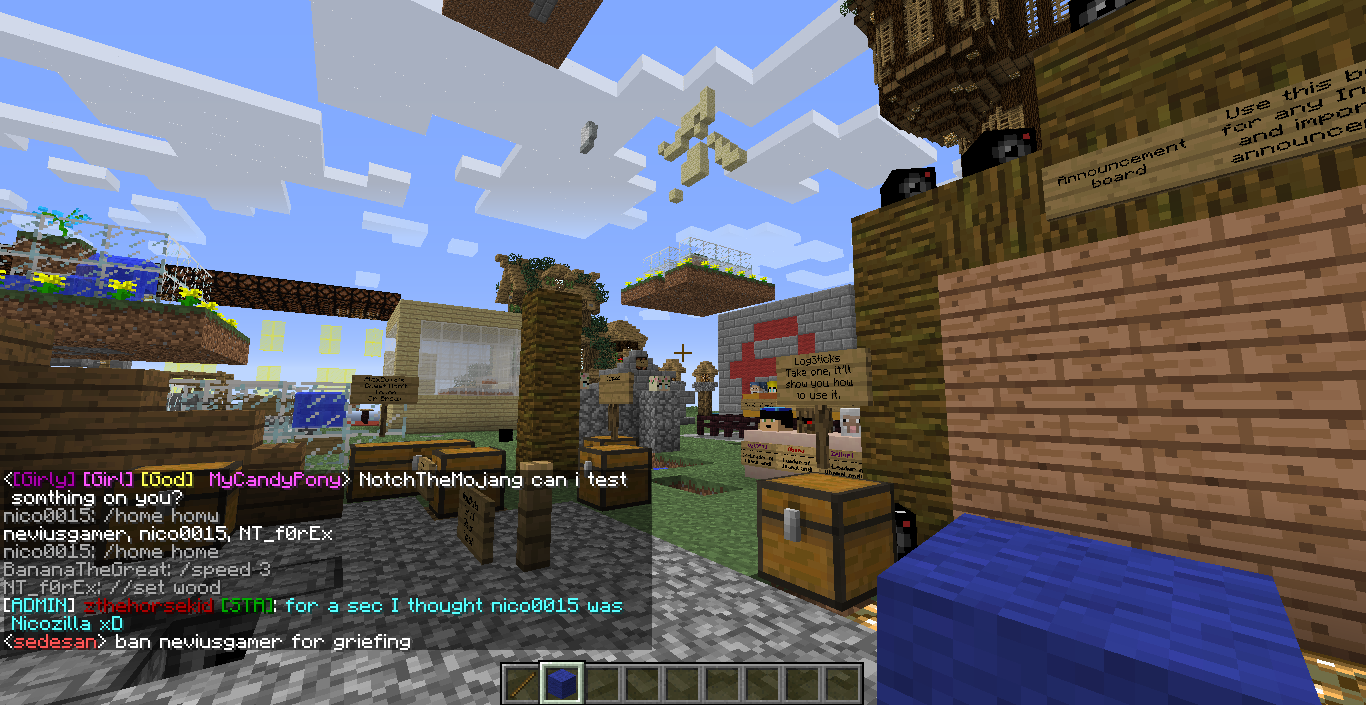 Announcement
board
Use this b
for any In
and impor
announce
LogSticks
Take one, it'll
show you how
to use it.
<[Girly] [Girl] [God] MyCandyPony> NotchTheMojang can i test
somthing on you?
nico0015: /home homw
neviusgamer, nico0015, NT_f0rEx
nico0015: /home home
BananaTheGreat: /speed 3
NT_f0rEx: //set wood
[ADMIN] zthehorsekid [STA]: for a sec I thought nico0015 was
Nicozilla xD
<sedesan> ban neviusgamer for griefing